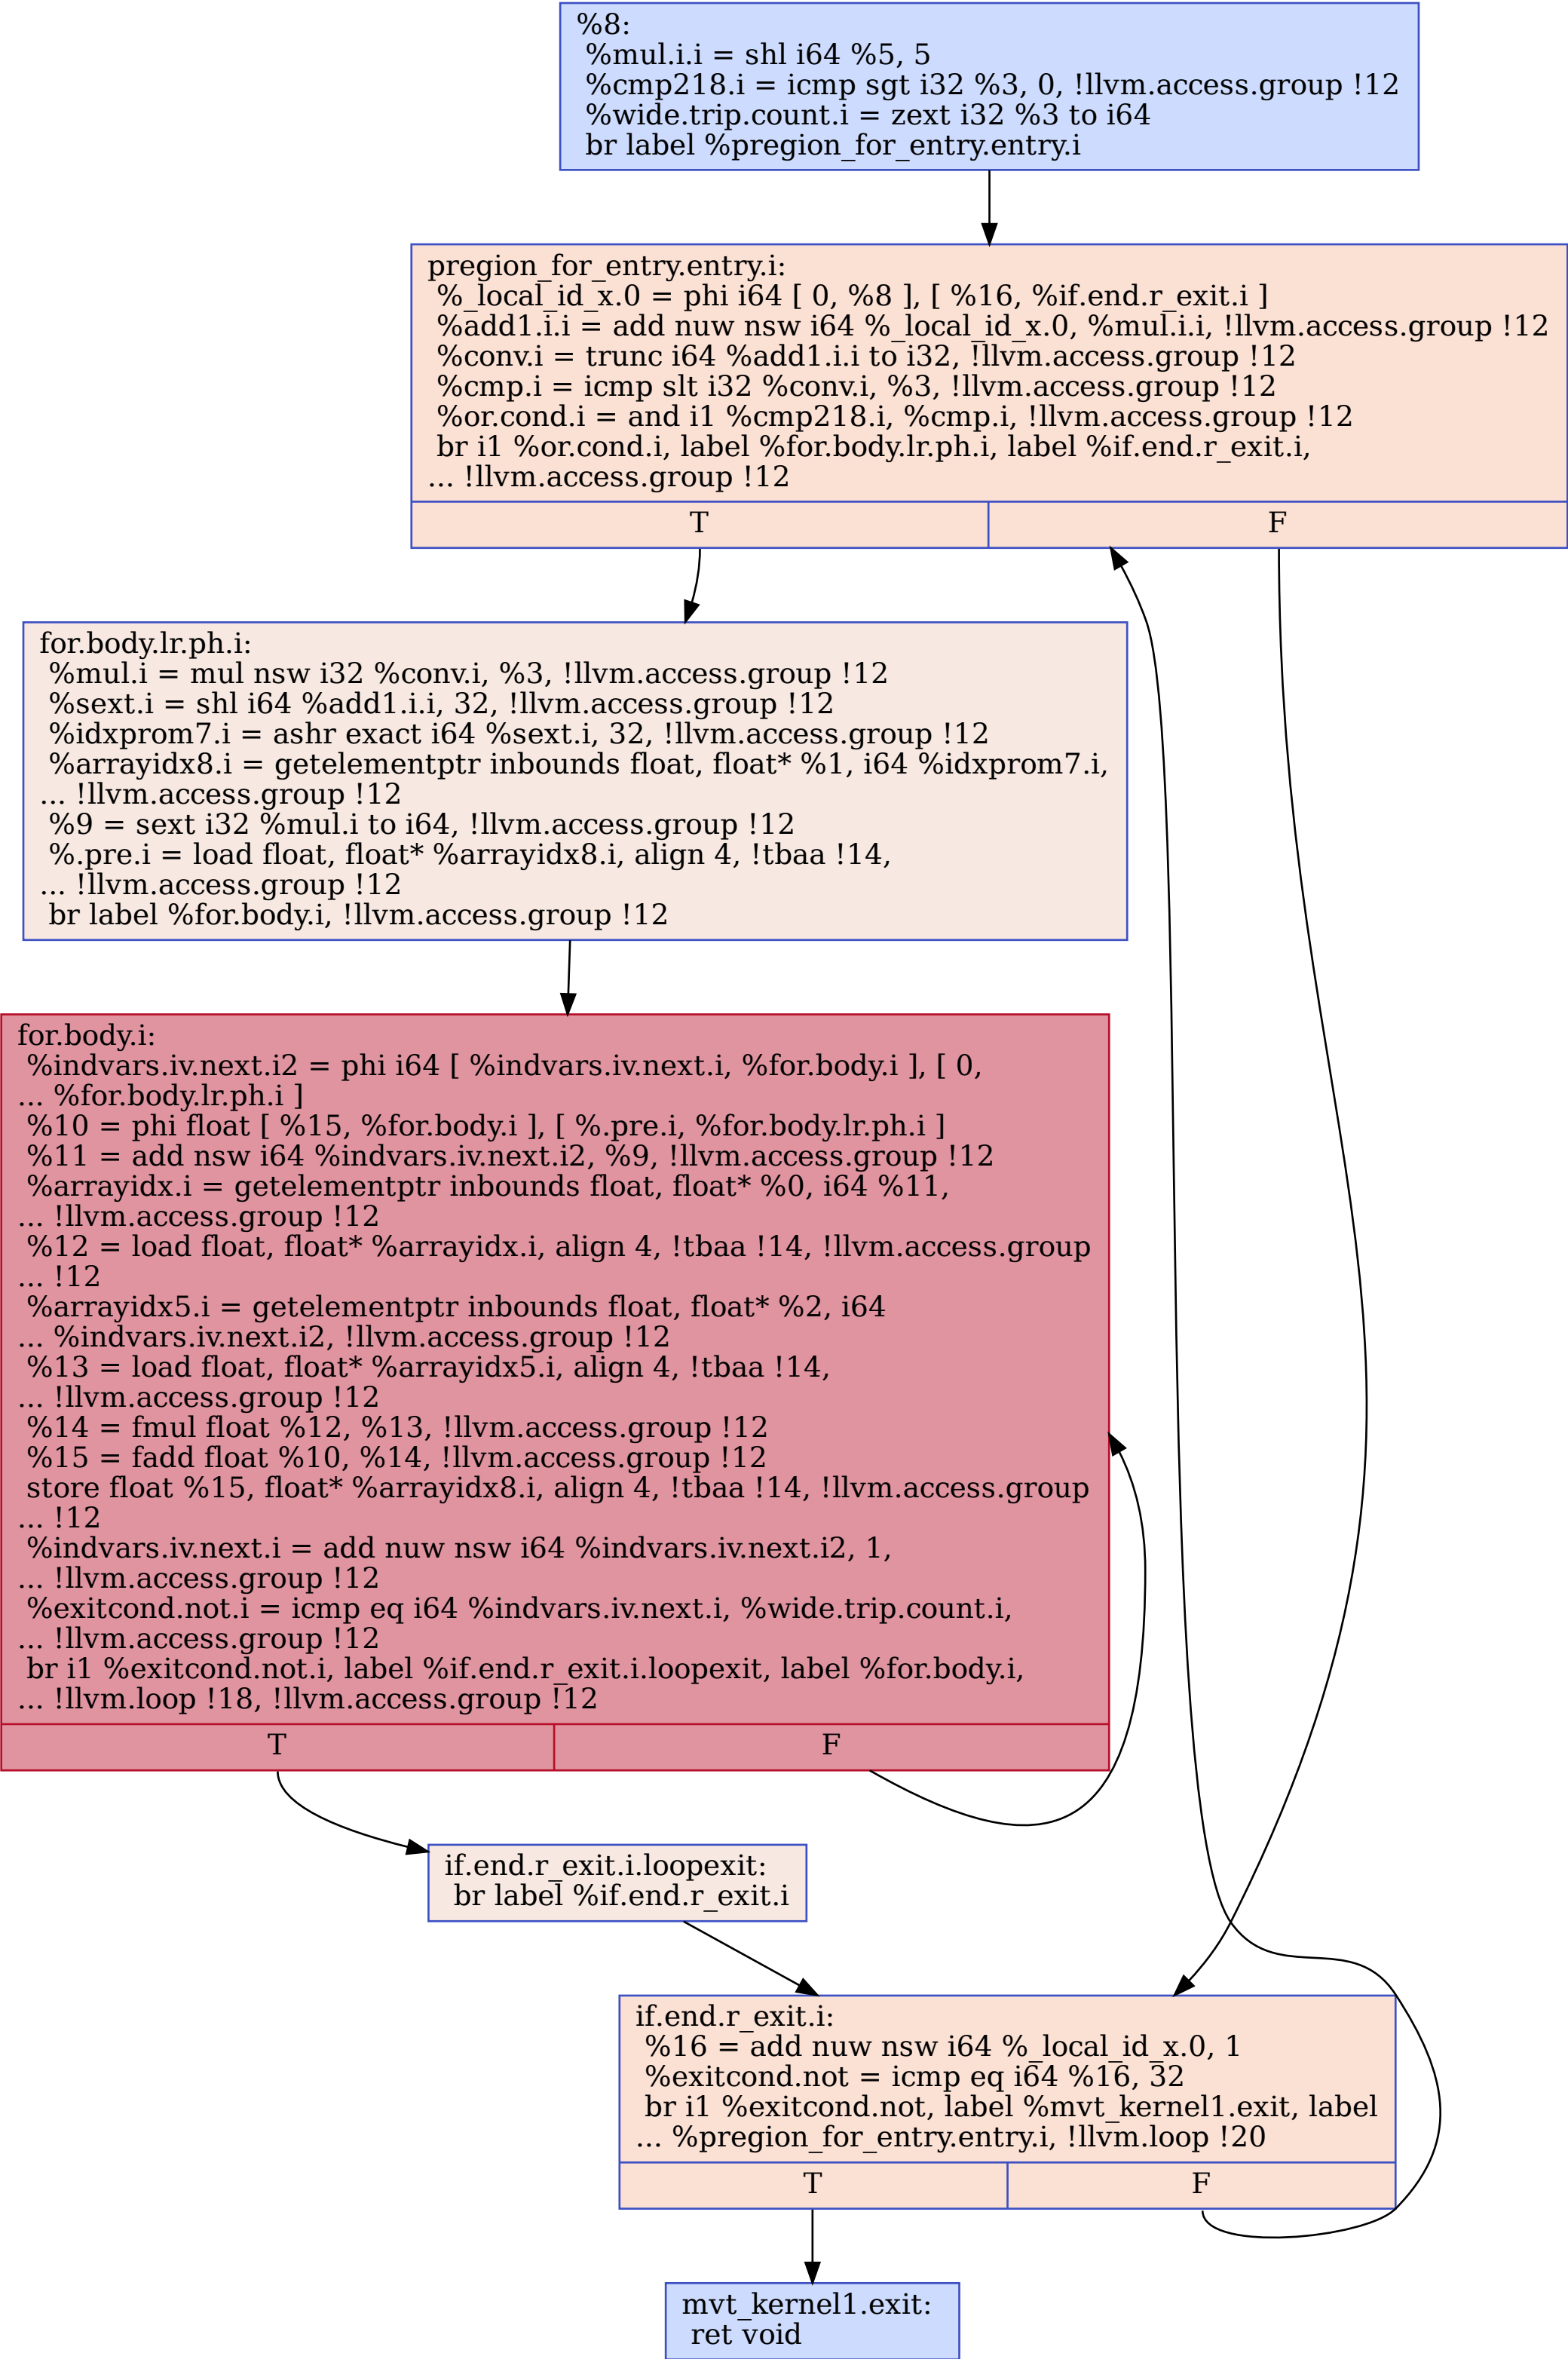 %8:
%mul.i.i = shl i64 %5, 5
%cmp218.i = icmp sgt i32 %3, 0, !llvm.access.group !12
%wide.trip.count.i = zext i32 %3 to i64
br label %pregion_for_entry.entry.i
pregion_for_entry.entry.i:
%_local_id_x.0 = phi i64 [ 0, %8 ], [ %16, %if.end.r_exit.i ]
%add1.i.i = add nuw nsw i64 %_local_id_x.0, %mul.i.i, !llvm.access.group !12
%conv.i = trunc i64 %add1.i.i to i32, !llvm.access.group !12
%cmp.i = icmp slt i32 %conv.i, %3, !llvm.access.group !12
%or.cond.i = and i1 %cmp218.i, %cmp.i, !llvm.access.group !12
br i1 %or.cond.i, label %for.body.lr.ph.i, label %if.end.r_exit.i,
... !llvm.access.group !12
T
F
for.body.lr.ph.i:
%mul.i = mul nsw i32 %conv.i, %3, !llvm.access.group !12
%sext.i = shl i64 %add1.i.i, 32, !llvm.access.group !12
%idxprom7.i = ashr exact i64 %sext.i, 32, !llvm.access.group !12
%arrayidx8.i = getelementptr inbounds float, float* %1, i64 %idxprom7.i,
... !llvm.access.group !12
%9 = sext i32 %mul.i to i64, !llvm.access.group !12
%.pre.i = load float, float* %arrayidx8.i, align 4, !tbaa !14,
... !llvm.access.group !12
br label %for.body.i, !llvm.access.group !12
for.body.i:
%indvars.iv.next.i2 = phi i64 [ %indvars.iv.next.i, %for.body.i ], [ 0,
... %for.body.lr.ph.i ]
%10 = phi float [ %15, %for.body.i ], [ %.pre.i, %for.body.lr.ph.i ]
%11 = add nsw i64 %indvars.iv.next.i2, %9, !llvm.access.group !12
%arrayidx.i = getelementptr inbounds float, float* %0, i64 %11,
... !llvm.access.group !12
%12 = load float, float* %arrayidx.i, align 4, !tbaa !14, !llvm.access.group
... !12
%arrayidx5.i = getelementptr inbounds float, float* %2, i64
... %indvars.iv.next.i2, !llvm.access.group !12
%13 = load float, float* %arrayidx5.i, align 4, !tbaa !14,
... !llvm.access.group !12
%14 = fmul float %12, %13, !llvm.access.group !12
%15 = fadd float %10, %14, !llvm.access.group !12
store float %15, float* %arrayidx8.i, align 4, !tbaa !14, !llvm.access.group
... !12
%indvars.iv.next.i = add nuw nsw i64 %indvars.iv.next.i2, 1,
... !llvm.access.group !12
%exitcond.not.i = icmp eq i64 %indvars.iv.next.i, %wide.trip.count.i,
... !llvm.access.group !12
br i1 %exitcond.not.i, label %if.end.r_exit.i.loopexit, label %for.body.i,
... !llvm.loop !18, !llvm.access.group !12
T
F
if.end.r_exit.i.loopexit:
br label %if.end.r_exit.i
if.end.r_exit.i:
%16 = add nuw nsw i64 %_local_id_x.0, 1
%exitcond.not = icmp eq i64 %16, 32
br i1 %exitcond.not, label %mvt_kernel1.exit, label
... %pregion_for_entry.entry.i, !llvm.loop !20
T
F
mvt_kernel1.exit:
ret void